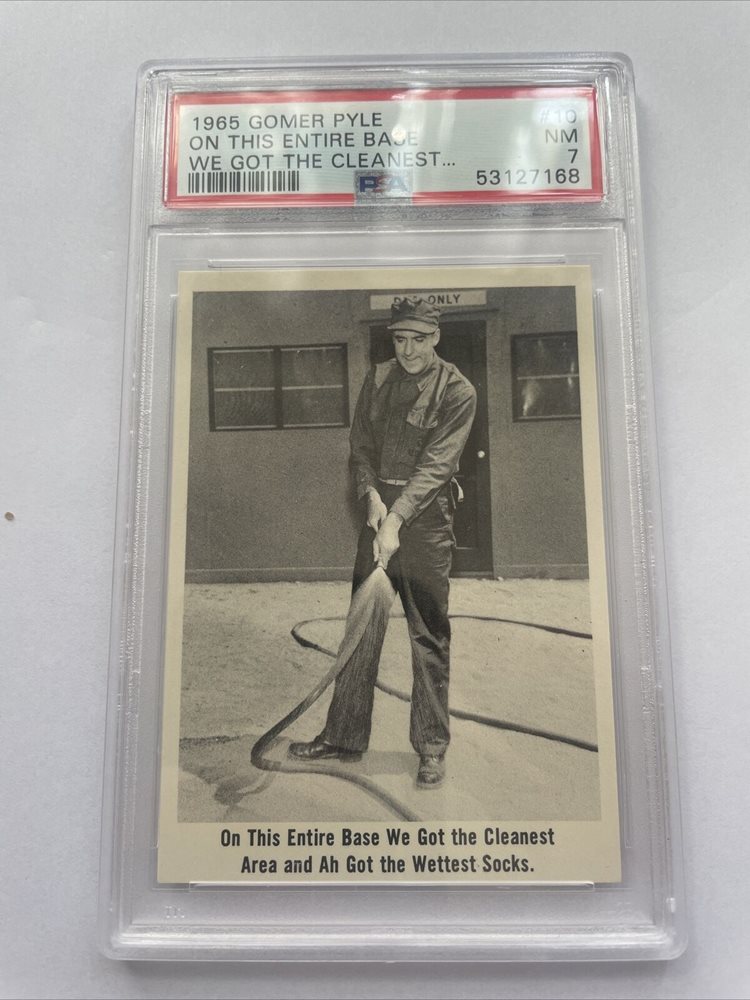 1965 GOMER PYLE #10
ON THIS ENTIRE BASE NM
WE GOT THE CLEANEST... 7
PSA 53127168
ONLY
On This Entire Base We Got the Cleanest
Area and Ah Got the Wettest Socks.